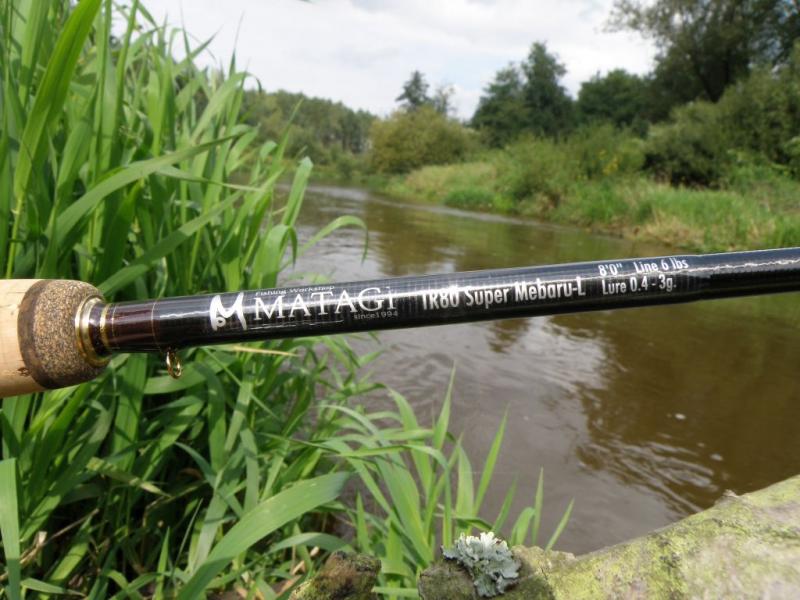 Fishing Workshop
MATAGI
since1994
TR80 Super Mebaru-L
8'0" Line 6 lbs
Lure 0.4 - 3g.